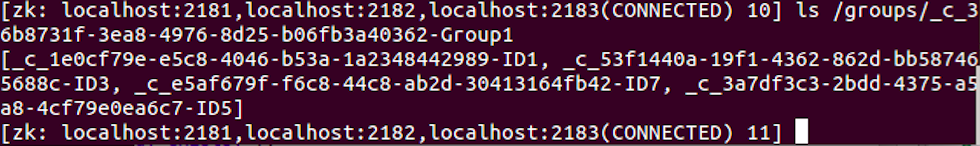 [zk: localhost:2181,localhost:2182,localhost:2183(CONNECTED) 10] ls /groups/_c_3
6b8731f-3ea8-4976-8d25-b06fb3a40362-Group1
[_c_1e0cf79e-e5c8-4046-b53a-1a2348442989-ID1, _c_53f1440a-19f1-4362-862d-bb58746
5688c-ID3, _c_e5af679f-f6c8-44c8-ab2d-30413164fb42-ID7, _c_3a7df3c3-2bdd-4375-a5
a8-4cf79e0ea6c7-ID5]
[zk: localhost:2181,localhost:2182,localhost:2183(CONNECTED) 11]